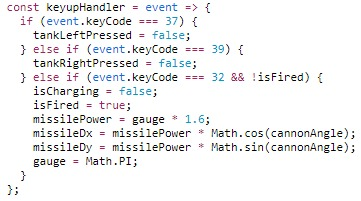 const keyupHandler = event => {
  if (event.keyCode === 37) {
    tankLeftPressed = false;
  } else if (event.keyCode === 39) {
    tankRightPressed = false;
  } else if (event.keyCode === 32 && !isFired) {
    isCharging = false;
    isFired = true;
    missilePower = gauge * 1.6;
    missileDx = missilePower * Math.cos(cannonAngle);
    missileDy = missilePower * Math.sin(cannonAngle);
    gauge = Math.PI;
  }
};